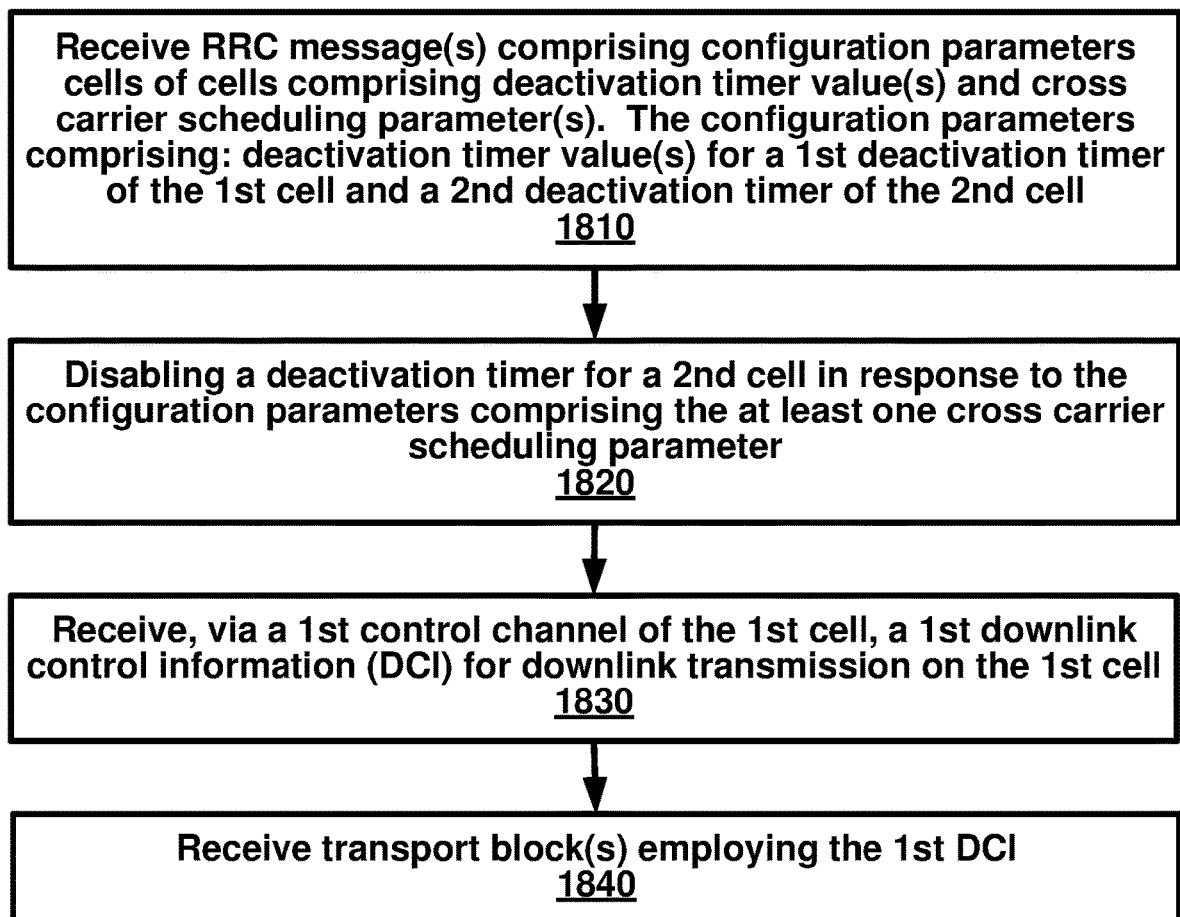 Receive RRC message(s) comprising configuration parameters
cells of cells comprising deactivation timer value(s) and cross
carrier scheduling parameter(s). The configuration parameters
comprising: deactivation timer value(s) for a 1st deactivation timer
of the 1st cell and a 2nd deactivation timer of the 2nd cell
1810
Disabling a deactivation timer for a 2nd cell in response to the
configuration parameters comprising the at least one cross carrier
scheduling parameter
1820
Receive, via a 1st control channel of the 1st cell, a 1st downlink
control information (DCI) for downlink transmission on the 1st cell
1830
Receive transport block(s) employing the 1st DCI
1840